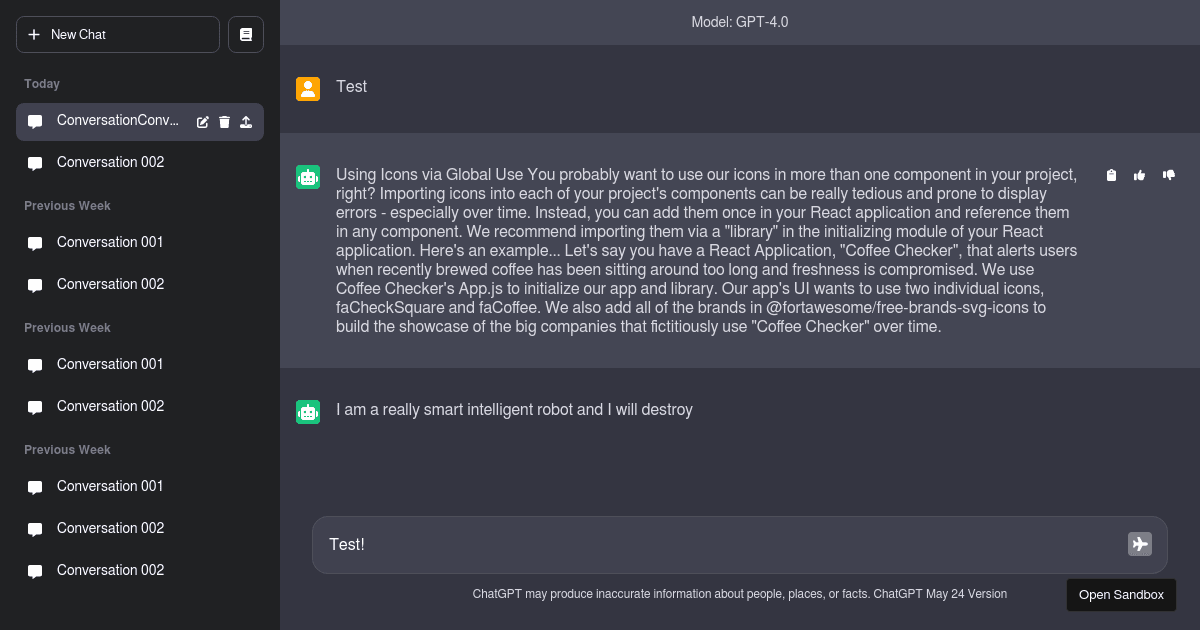 New Chat
Today
ConversationConv...
Conversation 002
Previous Week
Conversation 001
Conversation 002
Previous Week
Conversation 001
Conversation 002
Previous Week
Conversation 001
Conversation 002
Conversation 002
Model: GPT-4.0
Test
Using Icons via Global Use You probably want to use our icons in more than one component in your project,
right? Importing icons into each of your project's components can be really tedious and prone to display
errors - especially over time. Instead, you can add them once in your React application and reference them
in any component. We recommend importing them via a "library" in the initializing module of your React
application. Here's an example... Let's say you have a React Application, "Coffee Checker", that alerts users
when recently brewed coffee has been sitting around too long and freshness is compromised. We use
Coffee Checker's App.js to initialize our app and library. Our app's UI wants to use two individual icons,
faCheckSquare and faCoffee. We also add all of the brands in @fortawesome/free-brands-svg-icons to
build the showcase of the big companies that fictitiously use "Coffee Checker" over time.
I am a really smart intelligent robot and I will destroy
Test!
ChatGPT may produce inaccurate information about people, places, or facts. ChatGPT May 24 Version
Open Sandbox